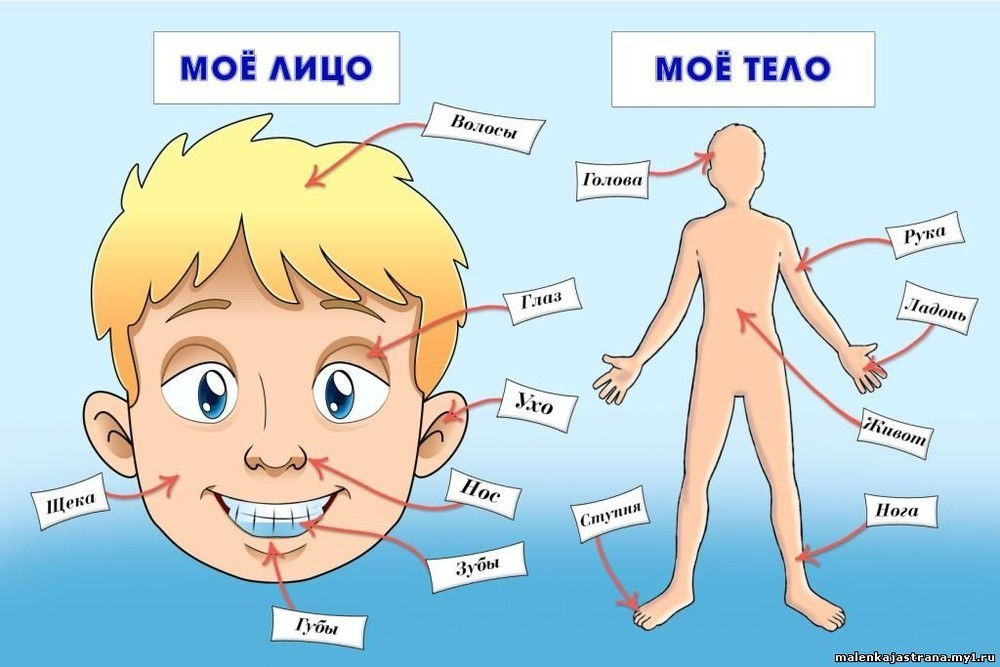 МОЁ ЛИЦО
Волосы
Глаз
Ухо
Щека
Нос
Зубы
Губы
МОЁ ТЕЛО
Голова
Рука
Ладонь
Живот
Ступня
Нога
malenkajastrana.my1.ru